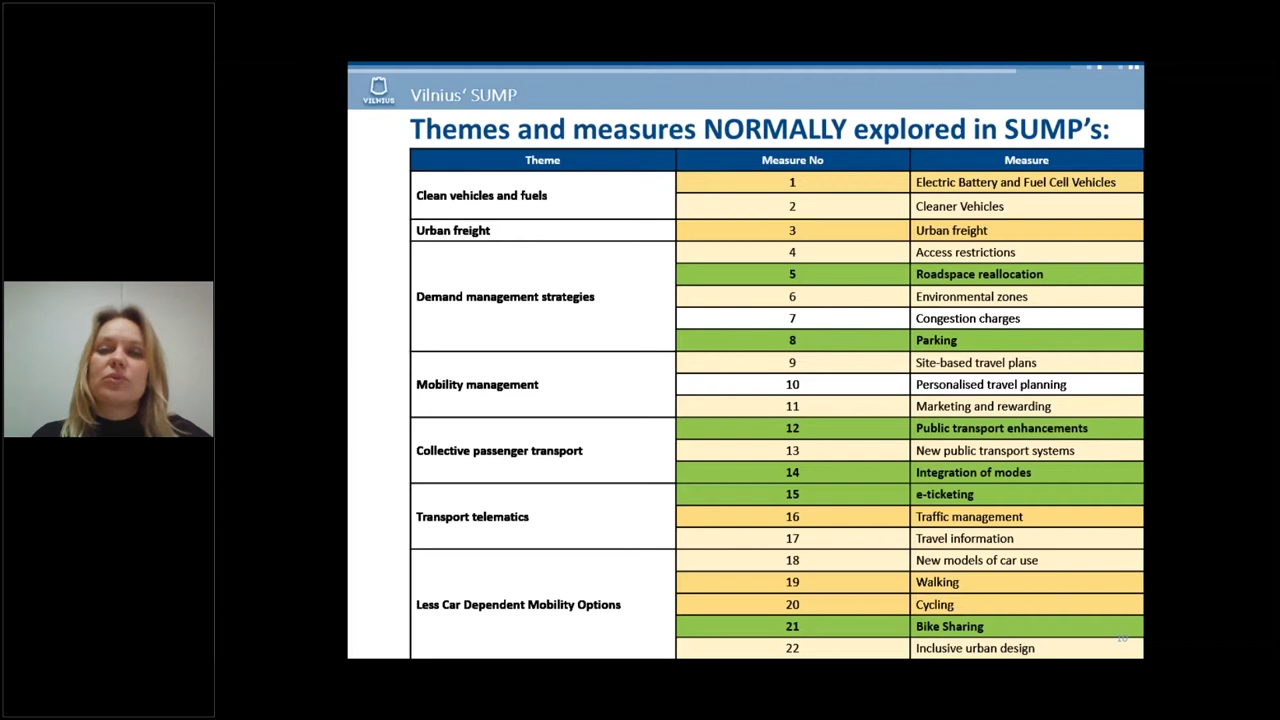 VILNIUS
Vilnius‘ SUMP
Themes and measures NORMALLY explored in SUMP’s:
Theme Measure No Measure
Clean vehicles and fuels
1 Electric Battery and Fuel Cell Vehicles
2 Cleaner Vehicles
Urban freight 3 Urban freight
Demand management strategies
4 Access restrictions
5 Roadspace reallocation
6 Environmental zones
7 Congestion charges
8 Parking
Mobility management
9 Site-based travel plans
10 Personalised travel planning
11 Marketing and rewarding
Collective passenger transport
12 Public transport enhancements
13 New public transport systems
14 Integration of modes
Transport telematics
15 e-ticketing
16 Traffic management
17 Travel information
Less Car Dependent Mobility Options
18 New models of car use
19 Walking
20 Cycling
21 Bike Sharing
22 Inclusive urban design